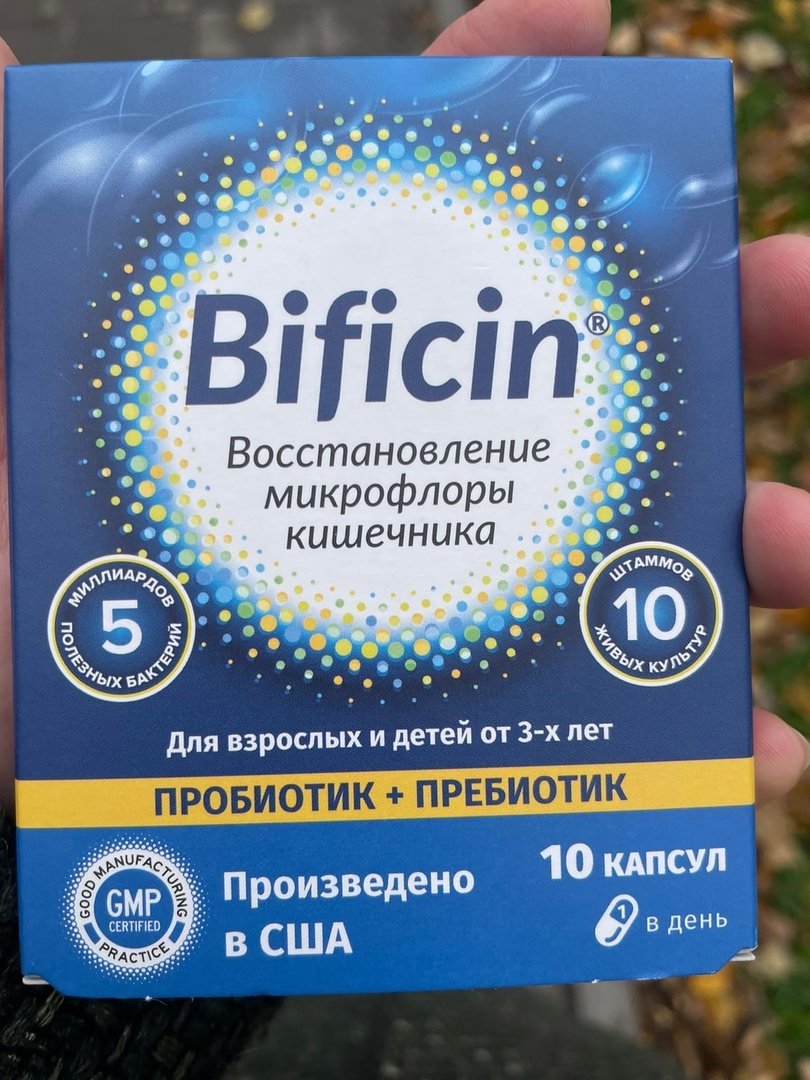 Bificin®
Восстановление
микрофлоры
кишечника
МИЛЛИАРДОВ
5
ПОЛЕЗНЫХ БАКТЕРИЙ
ШТАММОВ
10
ЖИВЫХ КУЛЬТУР
Для взрослых и детей от 3-х лет
ПРОБИОТИК + ПРЕБИОТИК
GOOD MANUFACTURING
GMP
CERTIFIED
PRACTICE
Произведено
в США
10 КАПСУЛ
1
в день